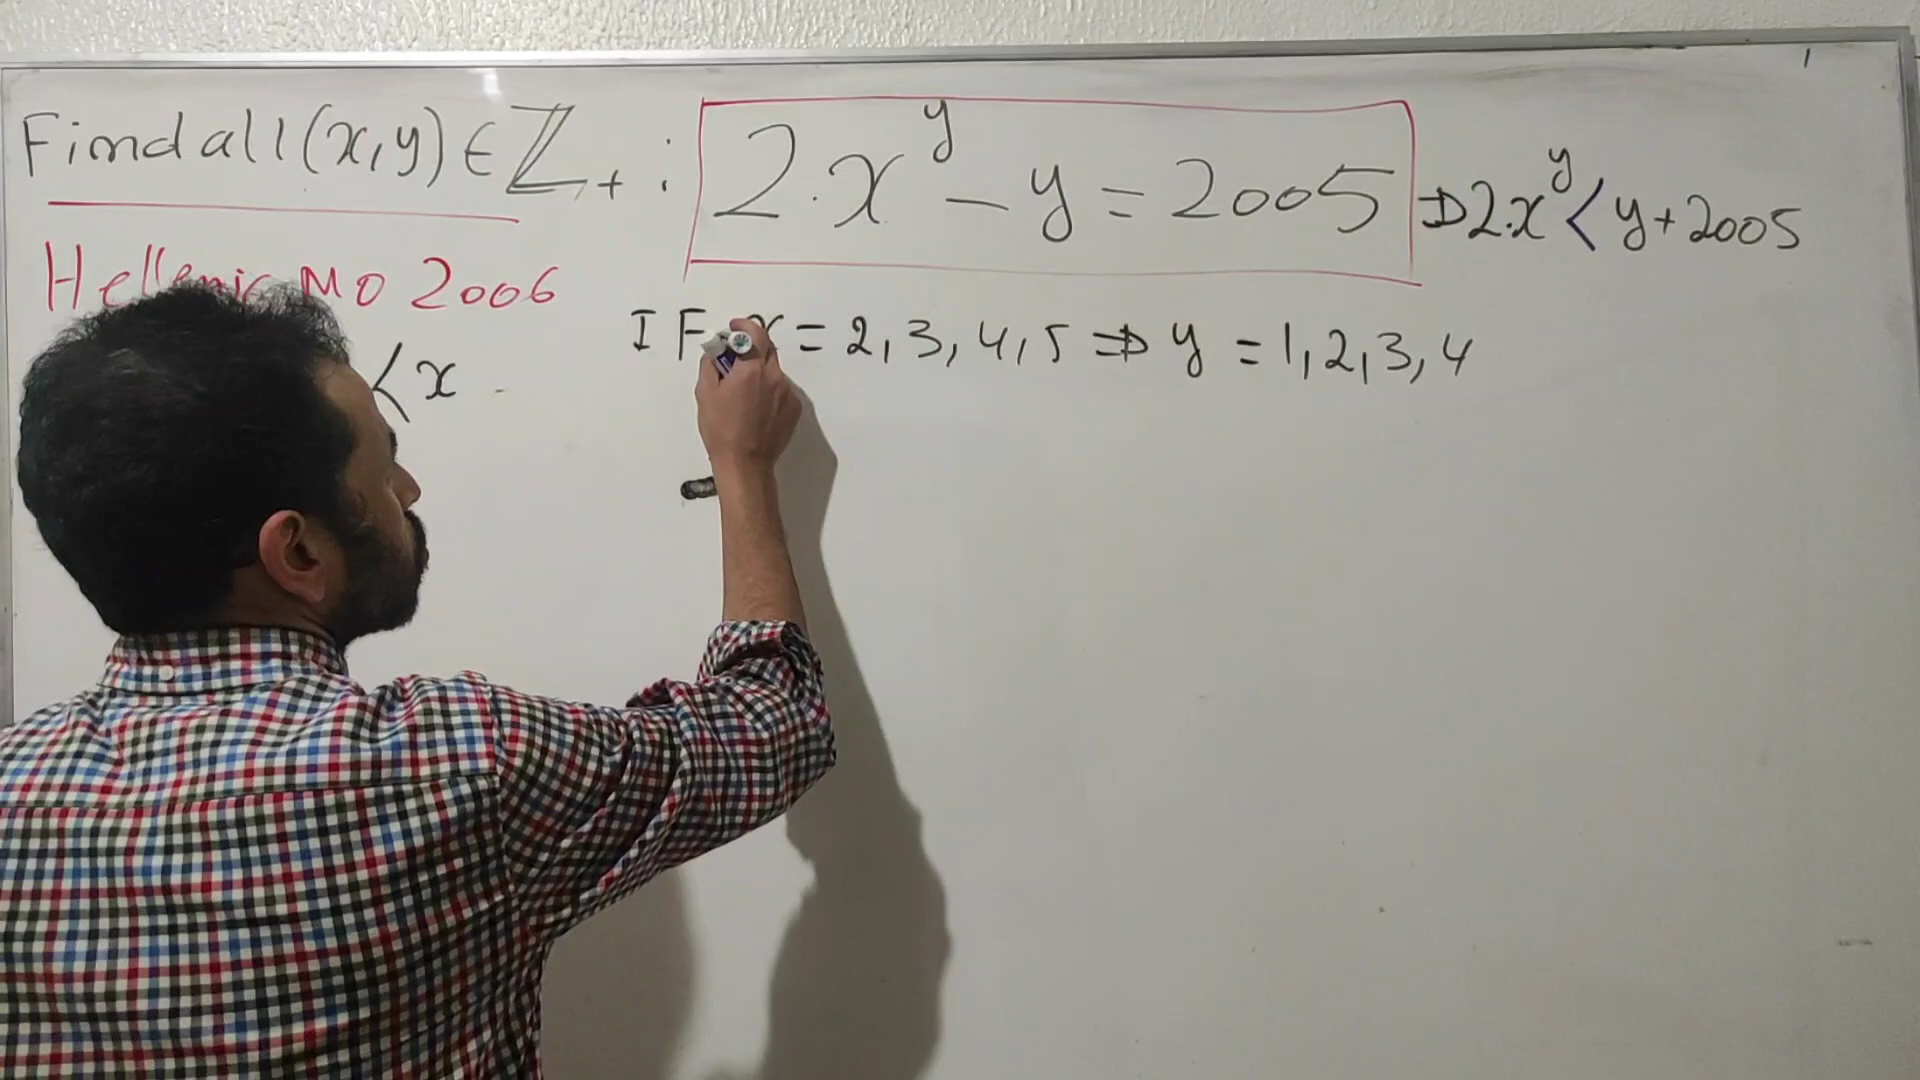 Find all (x,y) ∈ ℤ₊ : 2·x^y - y = 2005 ⇒ 2·x^y < y + 2005
Hellenic MO 2006
IF x = 2, 3, 4, 5 ⇒ y = 1, 2, 3, 4
< x